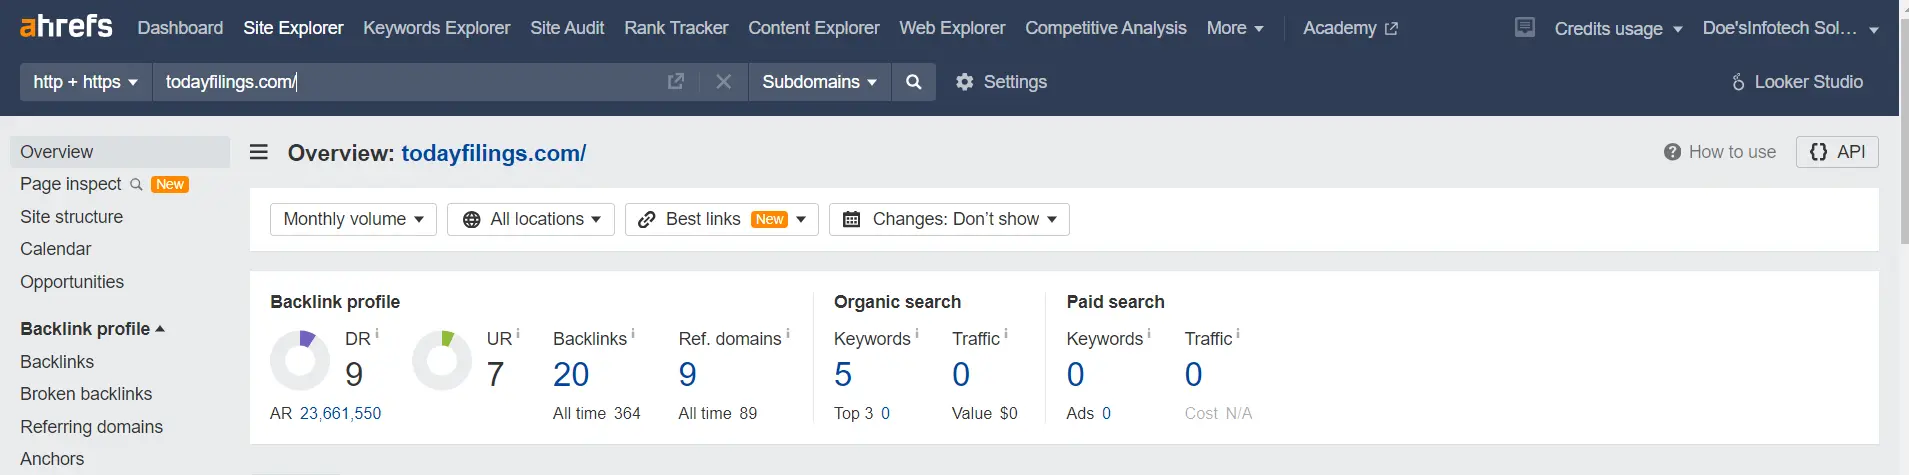 ahrefs Dashboard Site Explorer Keywords Explorer Site Audit Rank Tracker Content Explorer Web Explorer Competitive Analysis More Academy Credits usage Doe'sInfotech Sol...
http + https todayfilings.com/ Subdomains Settings Looker Studio
Overview
Page inspect New
Site structure
Calendar
Opportunities
Backlink profile
Backlinks
Broken backlinks
Referring domains
Anchors
Overview: todayfilings.com/ How to use API
Monthly volume All locations Best links New Changes: Don't show
Backlink profile
DR UR Backlinks Ref. domains
9 7 20 9
AR 23,661,550 All time 364 All time 89
Organic search
Keywords Traffic
5 0
Top 3 0 Value $0
Paid search
Keywords Traffic
0 0
Ads 0 Cost N/A